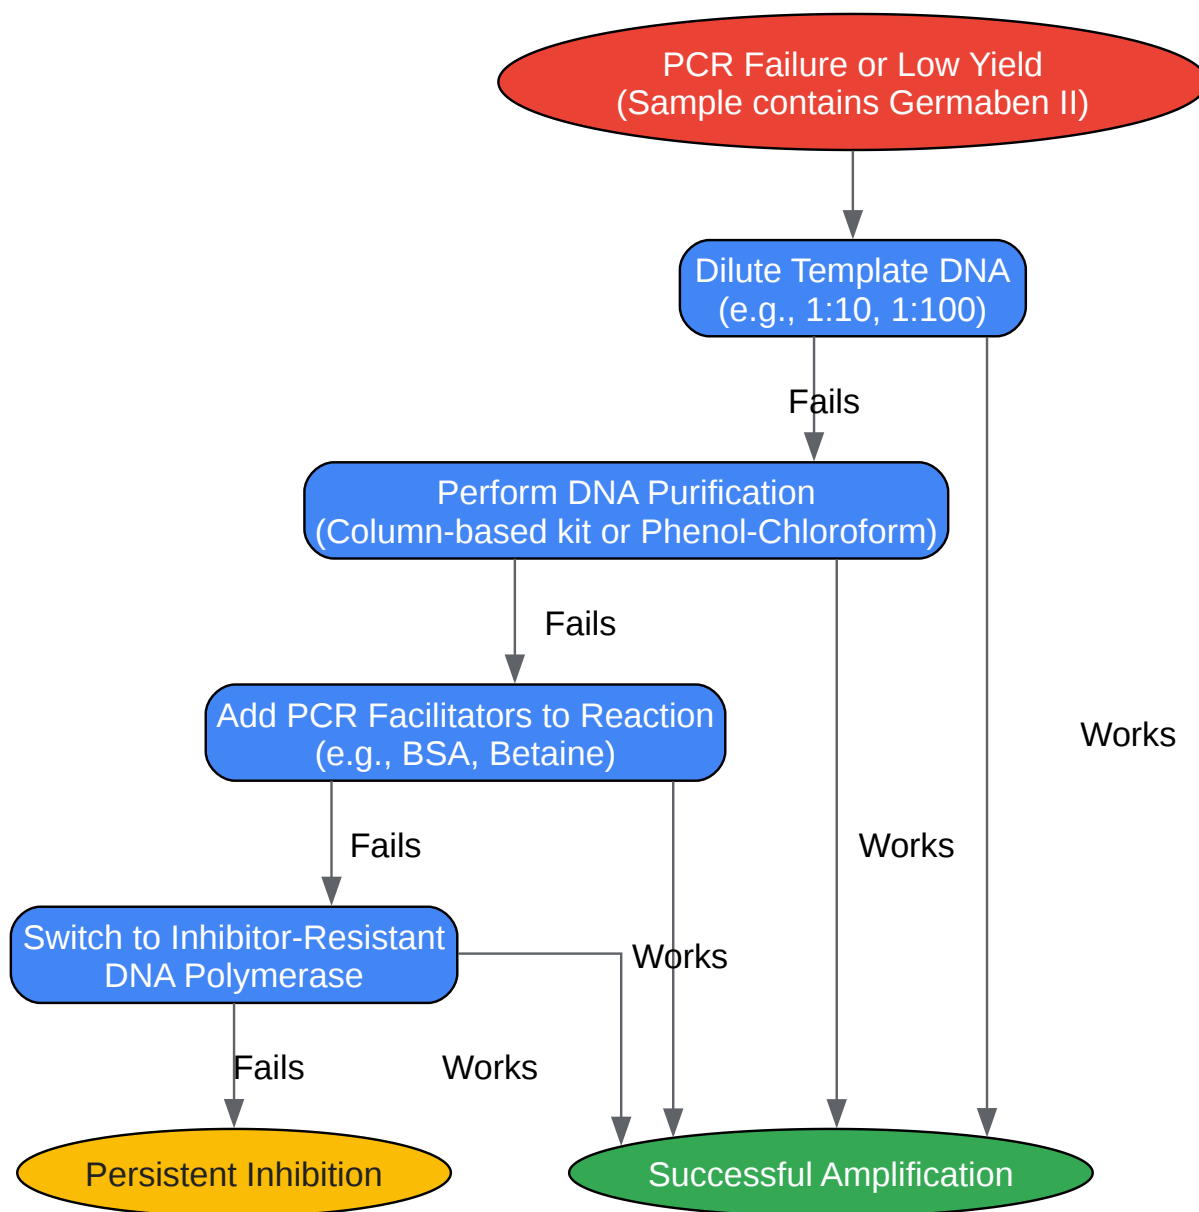 PCR Failure or Low Yield
(Sample contains Germaben II)
Dilute Template DNA
(e.g., 1:10, 1:100)
Fails
Perform DNA Purification
(Column-based kit or Phenol-Chloroform)
Fails
Add PCR Facilitators to Reaction
(e.g., BSA, Betaine)
Works
Fails
Works
Switch to Inhibitor-Resistant
DNA Polymerase
Works
Fails
Works
Persistent Inhibition
Successful Amplification